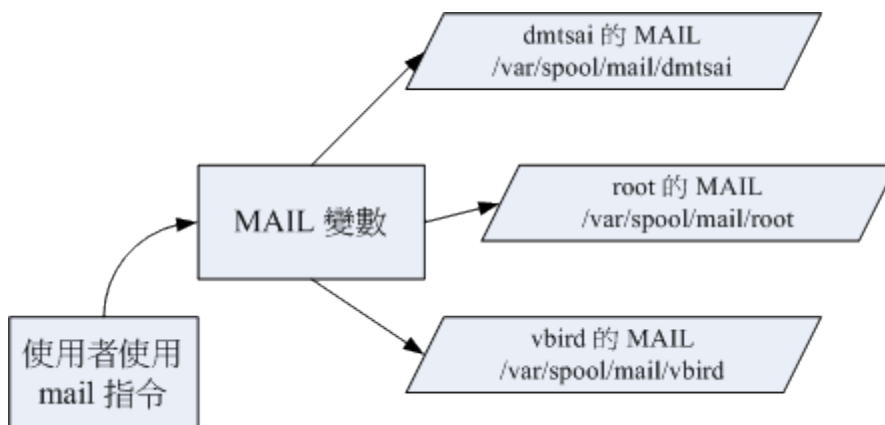 dmtsai 的 MAIL
/var/spool/mail/dmtsai
root 的 MAIL
/var/spool/mail/root
MAIL 變數
vbird 的 MAIL
/var/spool/mail/vbird
使用者使用
mail 指令